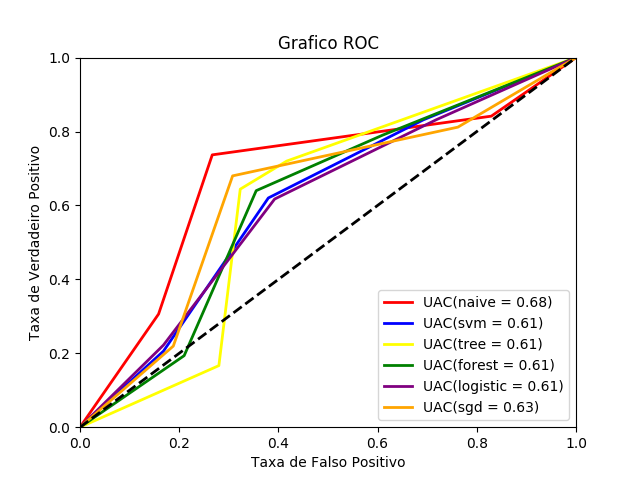 Grafico ROC
1.0
0.8
0.6
0.4
0.2
0.0
Taxa de Verdadeiro Positivo
UAC(naive = 0.68)
UAC(svm = 0.61)
UAC(tree = 0.61)
UAC(forest = 0.61)
UAC(logistic = 0.61)
UAC(sgd = 0.63)
0.0 0.2 0.4 0.6 0.8 1.0
Taxa de Falso Positivo